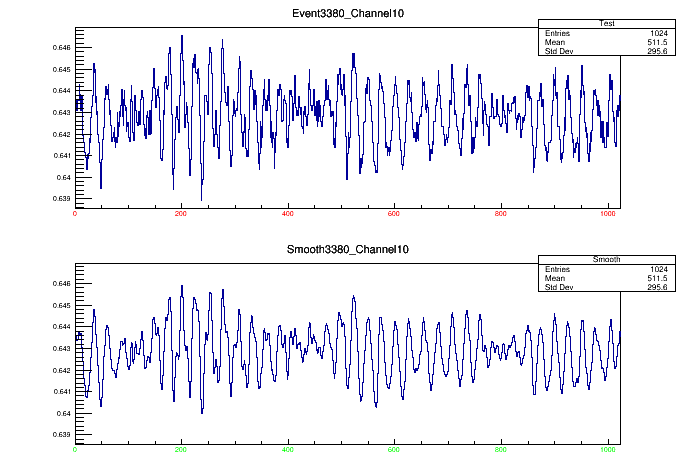 Event3380_Channel10
Test
Entries 1024
Mean 511.5
Std Dev 295.6
0.646
0.645
0.644
0.643
0.642
0.641
0.64
0.639
0 200 400 600 800 1000
Smooth3380_Channel10
Smooth
Entries 1024
Mean 511.5
Std Dev 295.6
0.646
0.645
0.644
0.643
0.642
0.641
0.64
0.639
0 200 400 600 800 1000